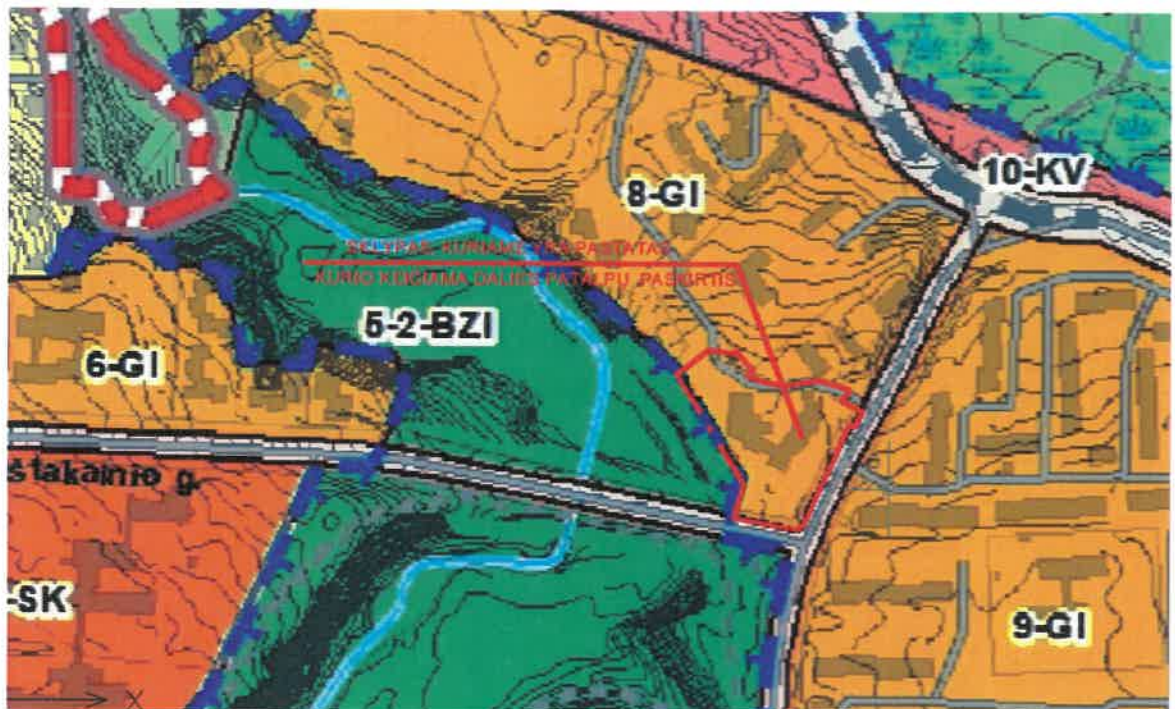 10-KV
8-GI
SKLYPAS, KURIAME YRA PASTATAS,
KURIO KEIČIAMA DALIES PATALPŲ PASKIRTIS
5-2-BZI
6-GI
štakalnio g.
-SK
9-GI
X